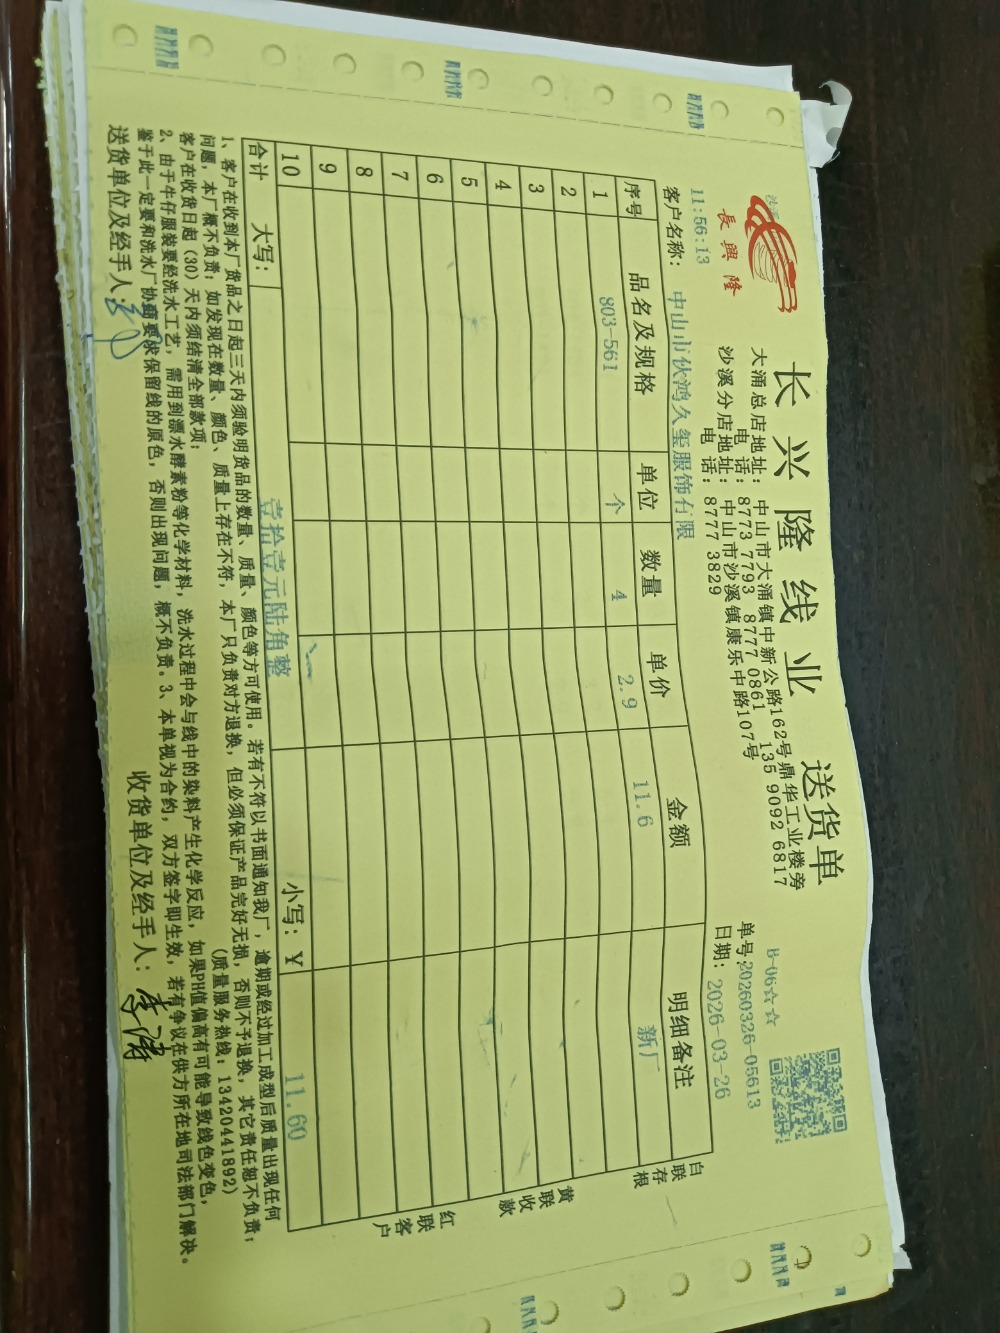 長興隆
长兴隆线业 送货单
大涌总店地址：中山市大涌镇中新公路162号鼎华工业楼旁
电话：8773 7793 8777 0861 135 9092 6817
沙溪分店地址：中山市沙溪镇康乐中路107号
电话：8777 3829
B-06☆☆
单号：20260326-05613
11:56:13
日期：2026-03-26
客户名称：中山市伙鸿久玺服饰有限
序号 品名及规格 单位 数量 单价 金额 明细备注
1 803-561 个 4 2.9 11.6 新厂
2
3
4
5
6
7
8
9
10
合计 大写：壹拾壹元陆角整 小写：¥ 11.60
白联存根
黄联收款
红联客户
1、客户在收到本厂货品之日起三天内须验明货品的数量、质量、颜色等方可使用。若有不符以书面通知我厂，逾期或经过加工成型后质量出现任何
问题，本厂概不负责；如发现在数量、颜色、质量上存在不符，本厂只负责对方退换，但必须保证产品完好无损，否则不予退换，其它责任恕不负责；
客户在收货日起(30)天内须结清全部款项； (质量服务热线：13420441892)
2、由于牛仔服装要经洗水工艺，需用到漂水酵素粉等化学材料，洗水过程中会与线中的染料产生化学反应，如果PH值偏高有可能导致线色变色，
鉴于此一定要和洗水厂协商要求保留线的原色，否则出现问题，概不负责。3、本单视为合约，双方签字即生效，若有争议在供方所在地司法部门解决。
送货单位及经手人： 收货单位及经手人：李涛